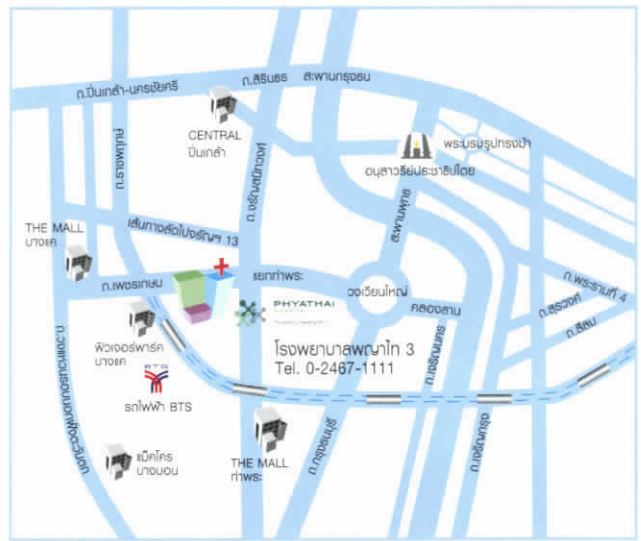 ถ.ปิ่นเกล้า-นครชัยศรี
ถ.สิรินธร
สะพานกรุงธน
CENTRAL
ปิ่นเกล้า
พระบรมรูปทรงม้า
อนุสาวรีย์ประชาธิปไตย
ถ.ราชพฤกษ์
ถ.จรัญสนิทวงศ์
สะพานพุทธ
เส้นทางลัดไปจรัญฯ 13
THE MALL
บางแค
ถ.เพชรเกษม
แยกท่าพระ
วงเวียนใหญ่
คลองสาน
ถ.พระรามที่ 4
ถ.สุรวงศ์
ถ.สีลม
PHYATHAI
โรงพยาบาลพญาไท 3
Tel. 0-2467-1111
ฟิวเจอร์พาร์ค
บางแค
BTS
รถไฟฟ้า BTS
ถ.เจริญนคร
ถ.วงแหวนรอบนอกฝั่งตะวันตก
แม็คโคร
บางบอน
THE MALL
ท่าพระ
ถ.กรุงธนบุรี
ถ.เจริญกรุง